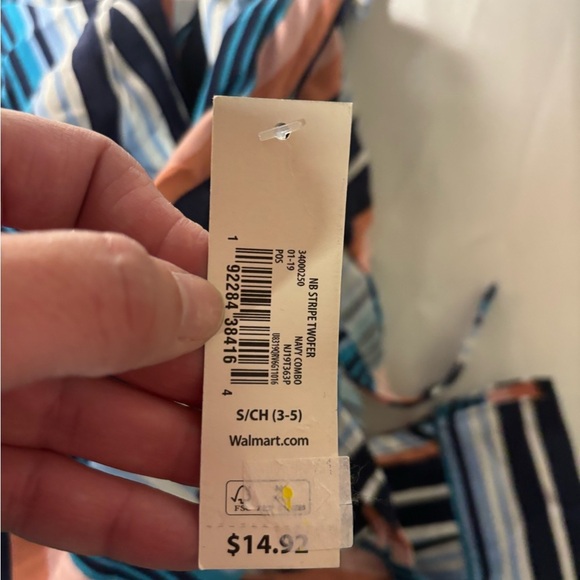 NB STRIPE TWOFER
NAVY COMBO
NJ19T363P
34000250
01-19
POS
1 92284 38416 4
S/CH (3-5)
Walmart.com
$14.92